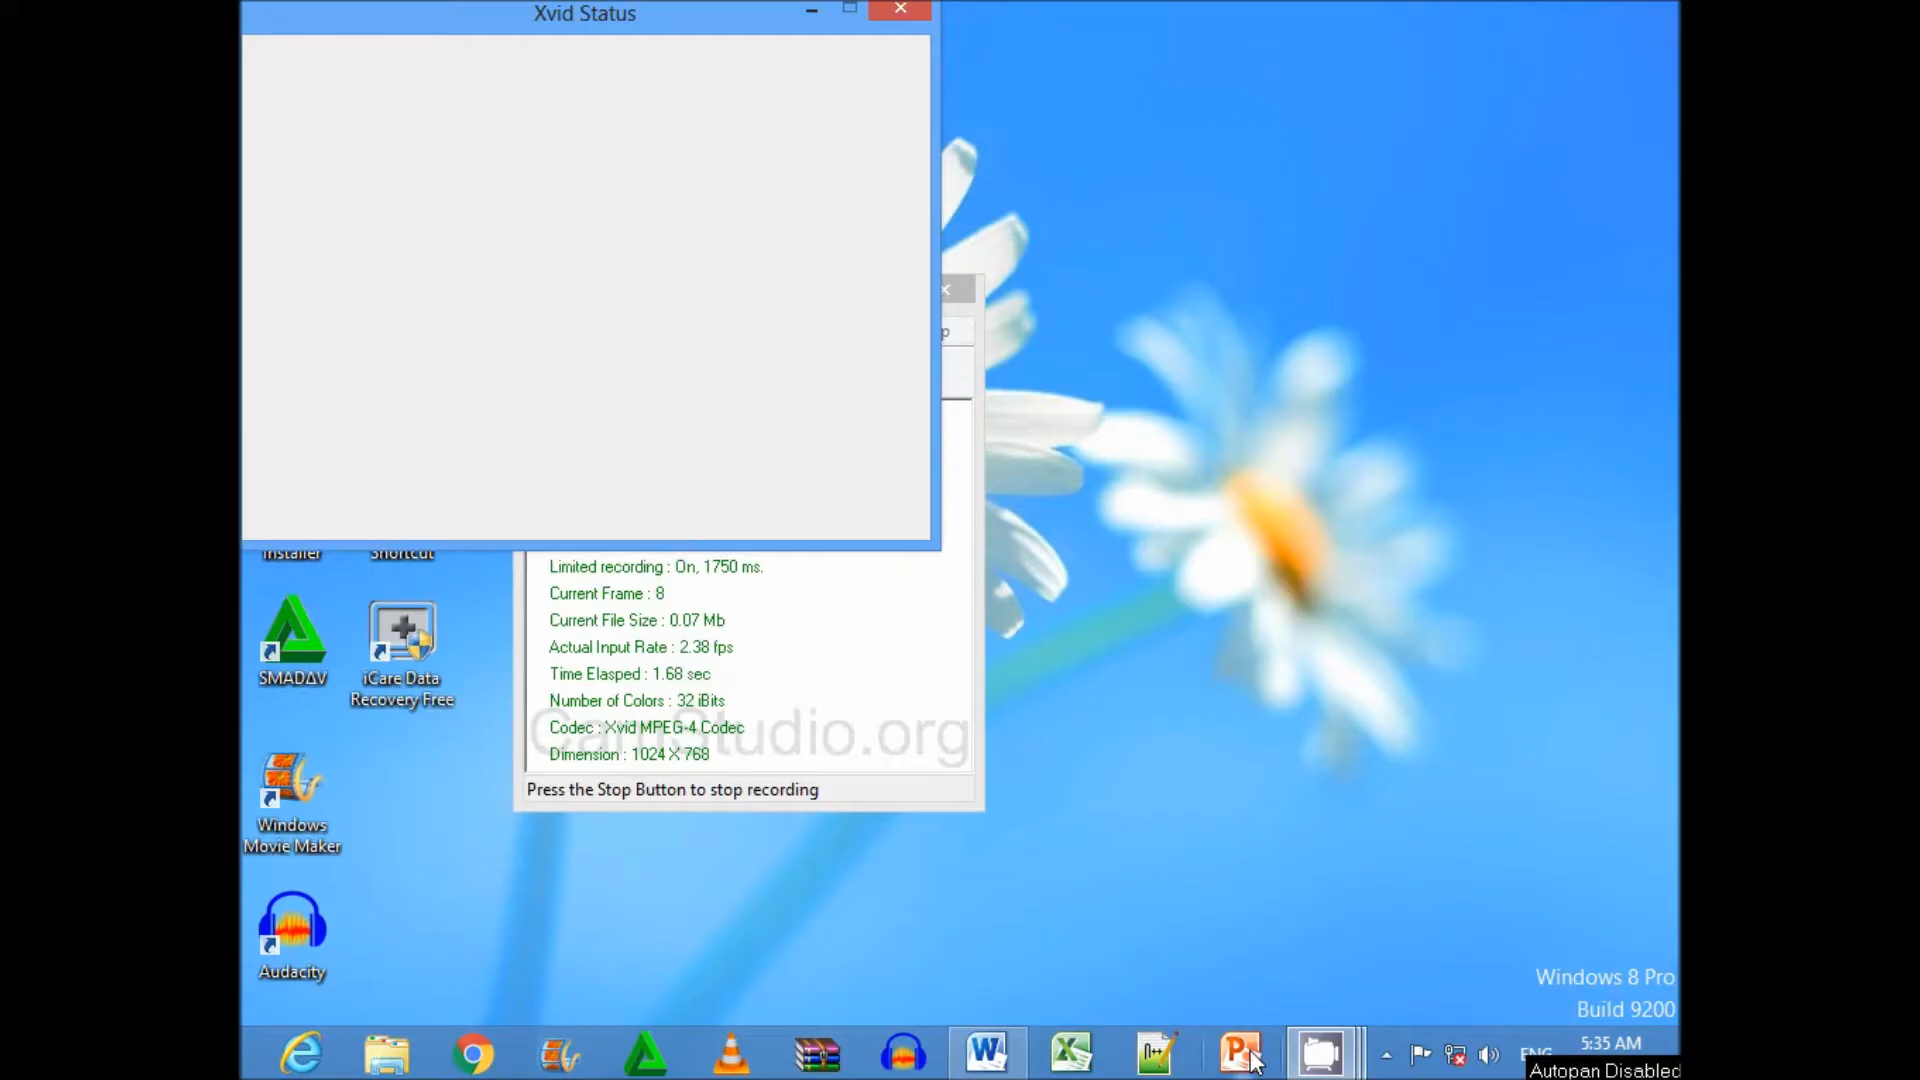 Xvid Status
p
Installer
Shortcut
Limited recording : On, 1750 ms.
Current Frame : 8
Current File Size : 0.07 Mb
Actual Input Rate : 2.38 fps
Time Elasped : 1.68 sec
Number of Colors : 32 iBits
Codec : Xvid MPEG-4 Codec
Dimension : 1024 X 768
CamStudio.org
Press the Stop Button to stop recording
SMADΔV
iCare Data
Recovery Free
Windows
Movie Maker
Audacity
Windows 8 Pro
Build 9200
ENG
5:35 AM
Autopan Disabled